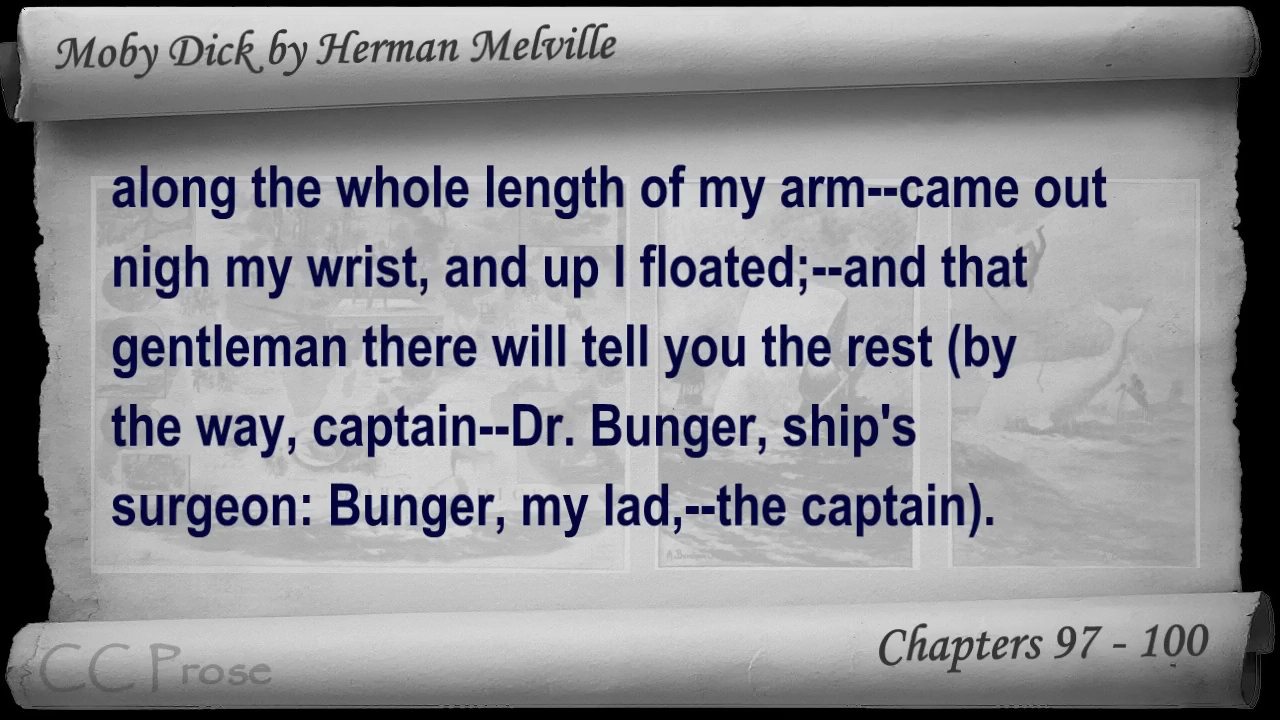 Moby Dick by Herman Melville
along the whole length of my arm--came out
nigh my wrist, and up I floated;--and that
gentleman there will tell you the rest (by
the way, captain--Dr. Bunger, ship's
surgeon: Bunger, my lad,--the captain).
Chapters 97 - 100
CC Prose